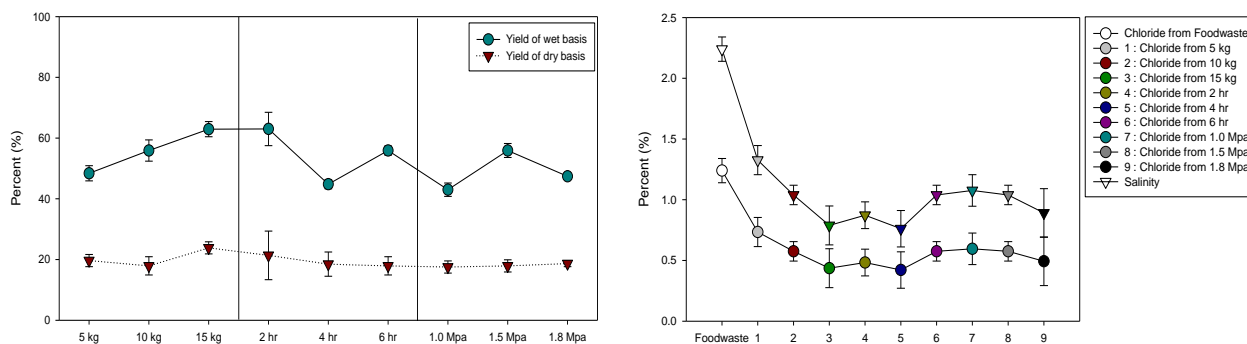 100
80
60
40
20
0
Percent (%)
Yield of wet basis
Yield of dry basis
5 kg 10 kg 15 kg 2 hr 4 hr 6 hr 1.0 Mpa 1.5 Mpa 1.8 Mpa
2.5
2.0
1.5
1.0
0.5
0.0
Percent (%)
Foodwaste 1 2 3 4 5 6 7 8 9
Chloride from Foodwaste
1 : Chloride from 5 kg
2 : Chloride from 10 kg
3 : Chloride from 15 kg
4 : Chloride from 2 hr
5 : Chloride from 4 hr
6 : Chloride from 6 hr
7 : Chloride from 1.0 Mpa
8 : Chloride from 1.5 Mpa
9 : Chloride from 1.8 Mpa
Salinity